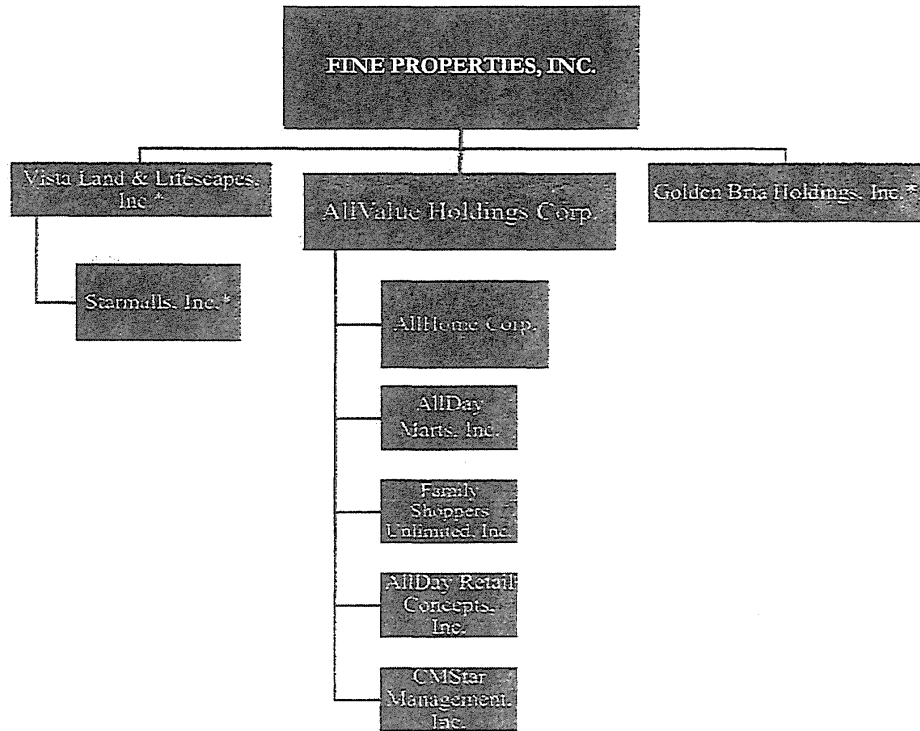 FINE PROPERTIES, INC.
Vista Land & Lifescapes,
Inc.*
AllValue Holdings Corp.
Golden Bria Holdings, Inc.*
Starmalls, Inc.*
AllHome Corp.
AllDay
Marts, Inc.
Family
Shoppers
Unlimited, Inc.
AllDay Retail
Concepts,
Inc.
CMStar
Management,
Inc.